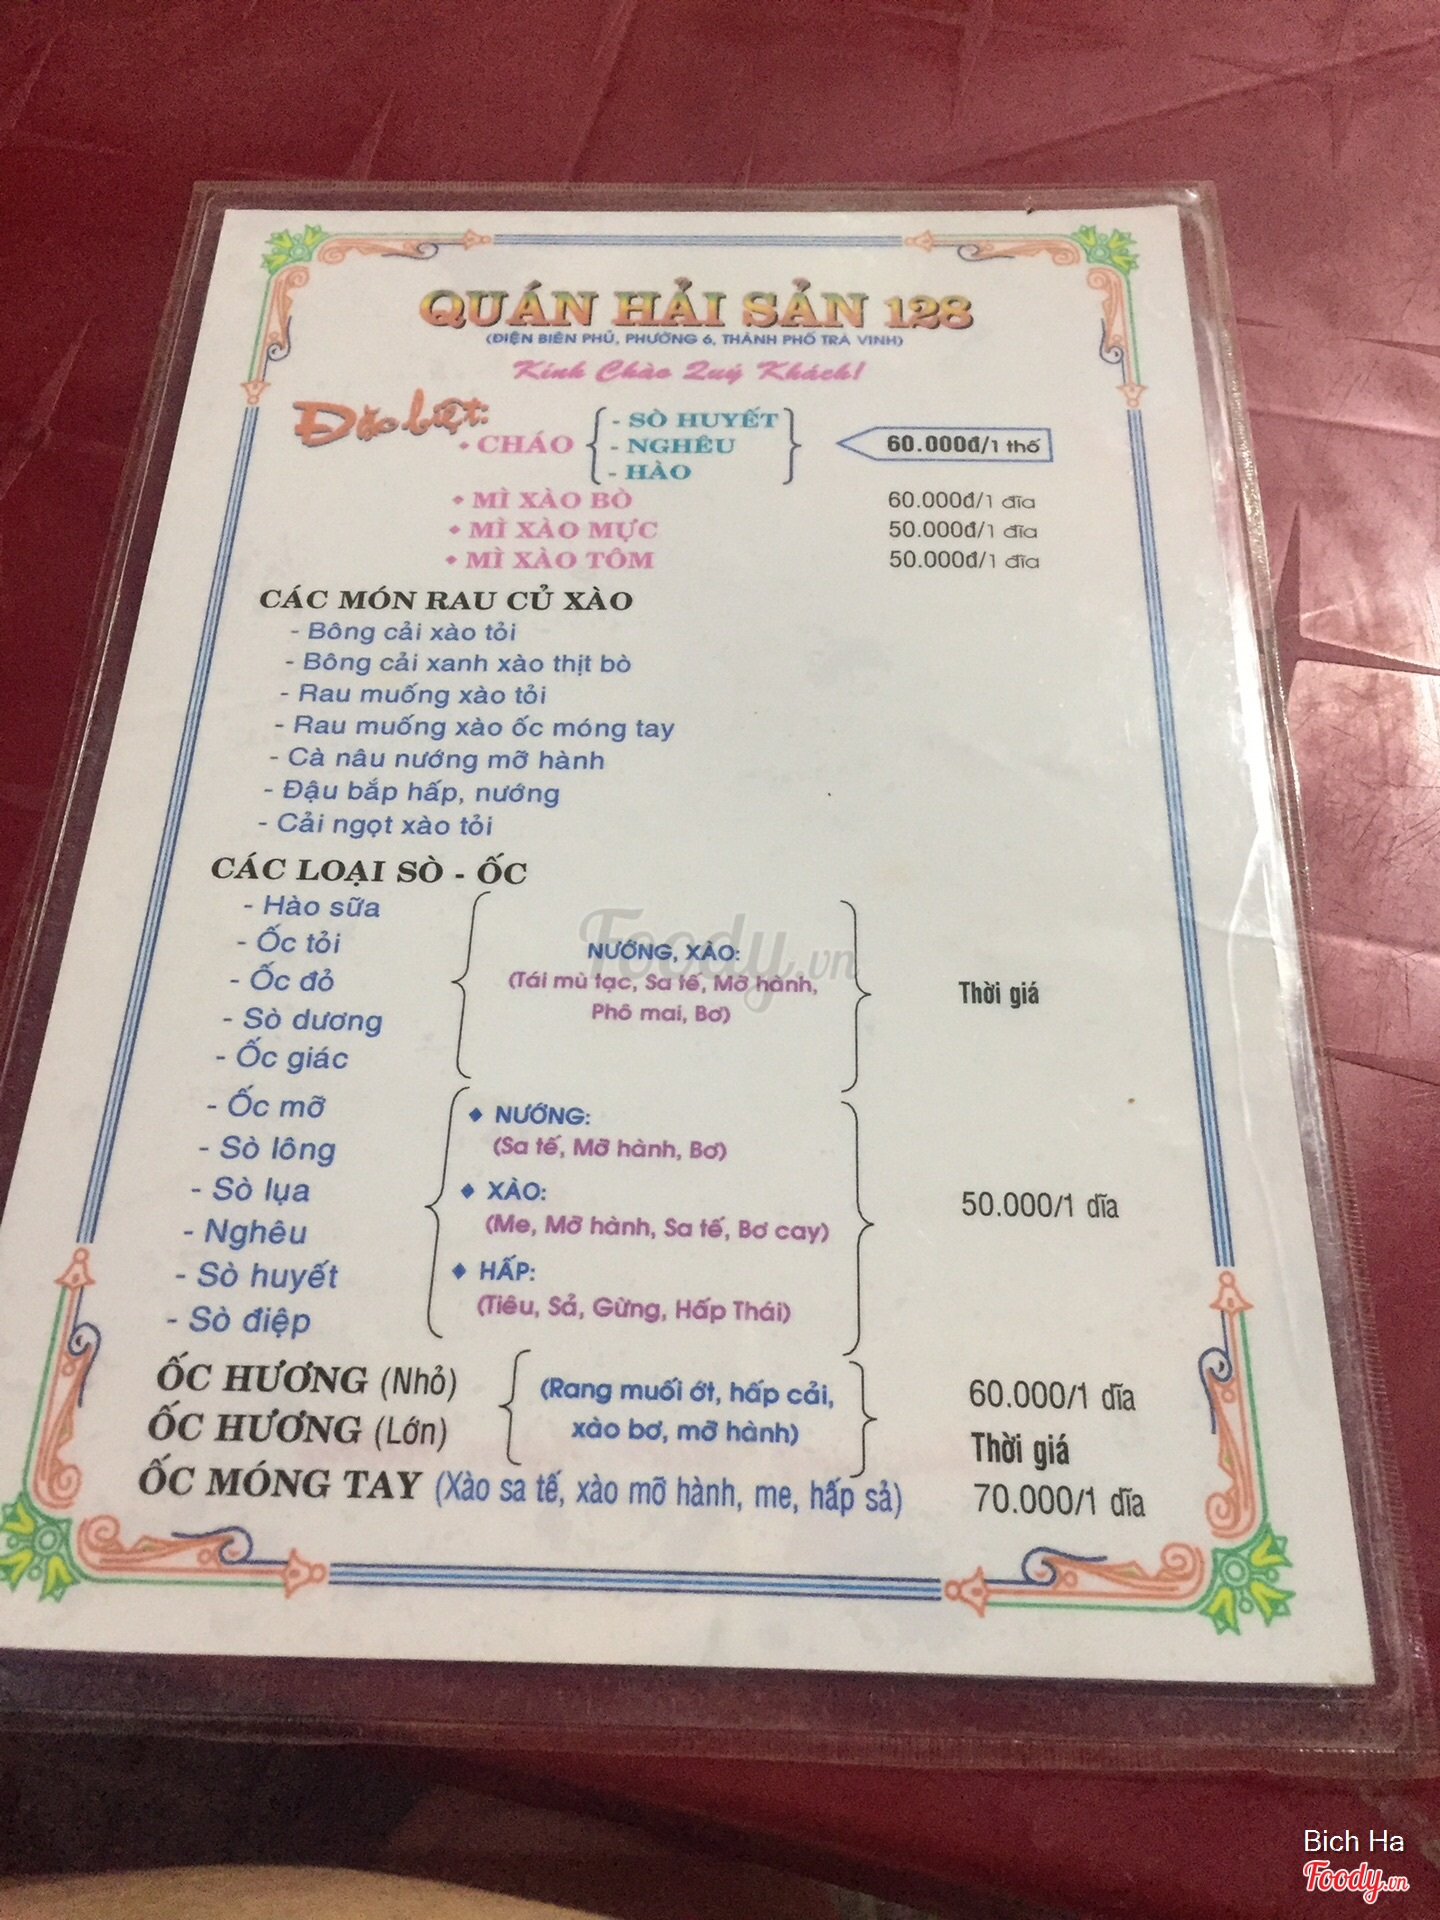 QUÁN HẢI SẢN 128
(ĐIỆN BIÊN PHỦ, PHƯỜNG 6, THÀNH PHỐ TRÀ VINH)
Kính Chào Quý Khách!
Đặc biệt:
• CHÁO - SÒ HUYẾT
- NGHÊU 60.000đ/1 thố
- HÀO
• MÌ XÀO BÒ 60.000đ/1 đĩa
• MÌ XÀO MỰC 50.000đ/1 đĩa
• MÌ XÀO TÔM 50.000đ/1 đĩa
CÁC MÓN RAU CỦ XÀO
- Bông cải xào tỏi
- Bông cải xanh xào thịt bò
- Rau muống xào tỏi
- Rau muống xào ốc móng tay
- Cà nâu nướng mỡ hành
- Đậu bắp hấp, nướng
- Cải ngọt xào tỏi
CÁC LOẠI SÒ - ỐC
- Hào sữa
- Ốc tỏi
- Ốc đỏ
- Sò dương
- Ốc giác
NƯỚNG, XÀO:
(Tái mù tạc, Sa tế, Mỡ hành,
Phô mai, Bơ)
Thời giá
- Ốc mỡ
- Sò lông
- Sò lụa
- Nghêu
- Sò huyết
- Sò điệp
♦ NƯỚNG:
(Sa tế, Mỡ hành, Bơ)
♦ XÀO:
(Me, Mỡ hành, Sa tế, Bơ cay)
♦ HẤP:
(Tiêu, Sả, Gừng, Hấp Thái)
50.000/1 dĩa
ỐC HƯƠNG (Nhỏ)
ỐC HƯƠNG (Lớn)
(Rang muối ớt, hấp cải,
xào bơ, mỡ hành)
60.000/1 dĩa
Thời giá
ỐC MÓNG TAY (Xào sa tế, xào mỡ hành, me, hấp sả) 70.000/1 dĩa
Foody.vn
Bich Ha
Foody.vn